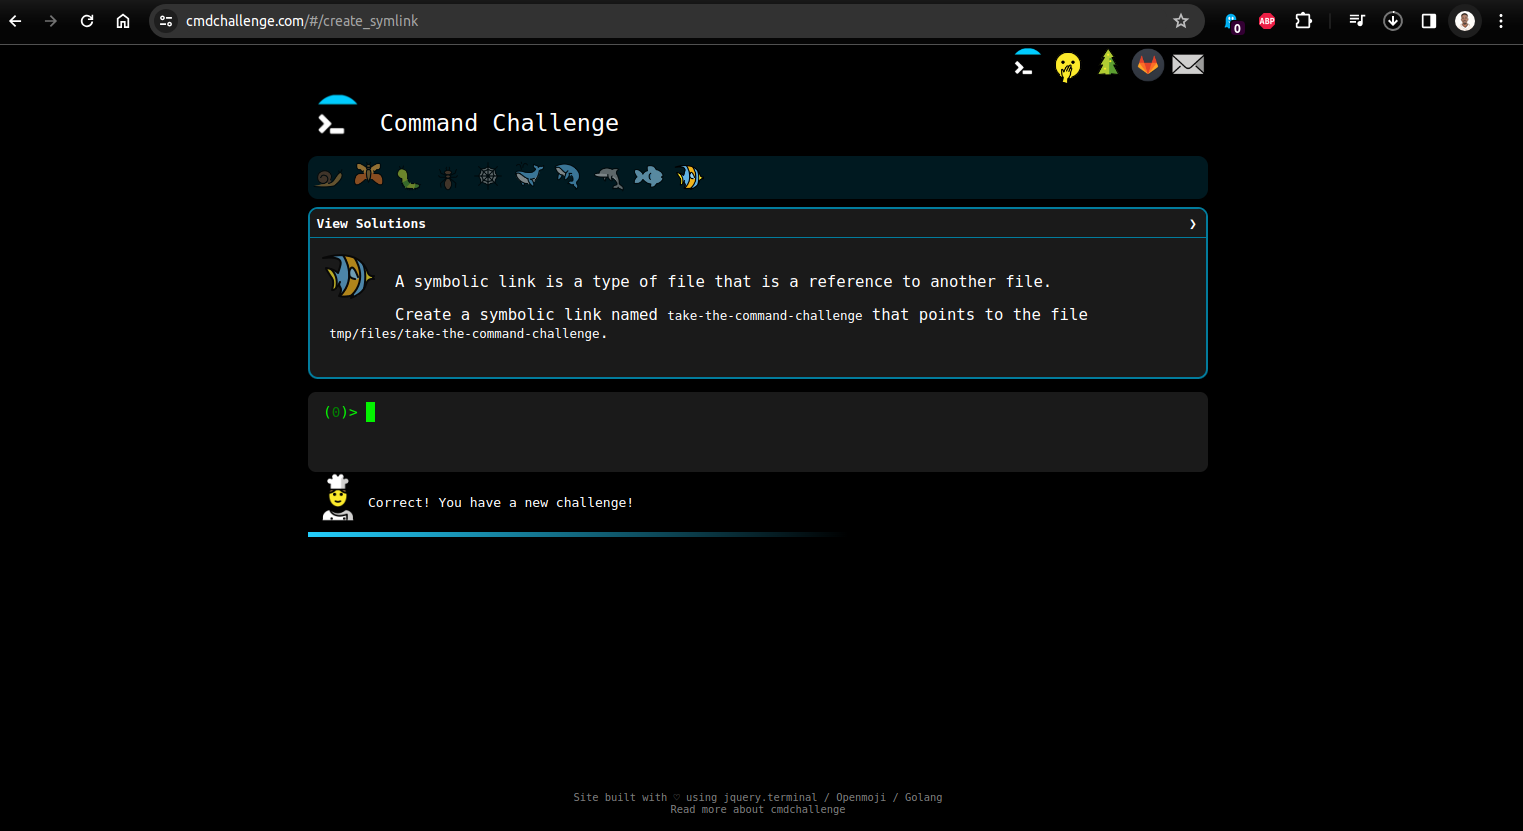 cmdchallenge.com/#/create_symlink
0
ABP
Command Challenge
View Solutions
A symbolic link is a type of file that is a reference to another file.
Create a symbolic link named take-the-command-challenge that points to the file
tmp/files/take-the-command-challenge.
(0)>
Correct! You have a new challenge!
Site built with ♡ using jquery.terminal / Openmoji / Golang
Read more about cmdchallenge